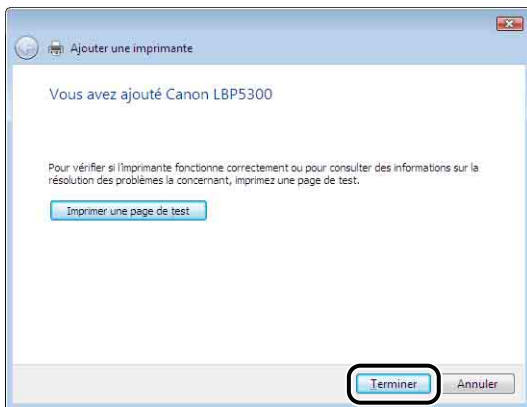 Ajouter une imprimante
Vous avez ajouté Canon LBP5300
Pour vérifier si l'imprimante fonctionne correctement ou pour consulter des informations sur la
résolution des problèmes la concernant, imprimez une page de test.
Imprimer une page de test
Terminer Annuler